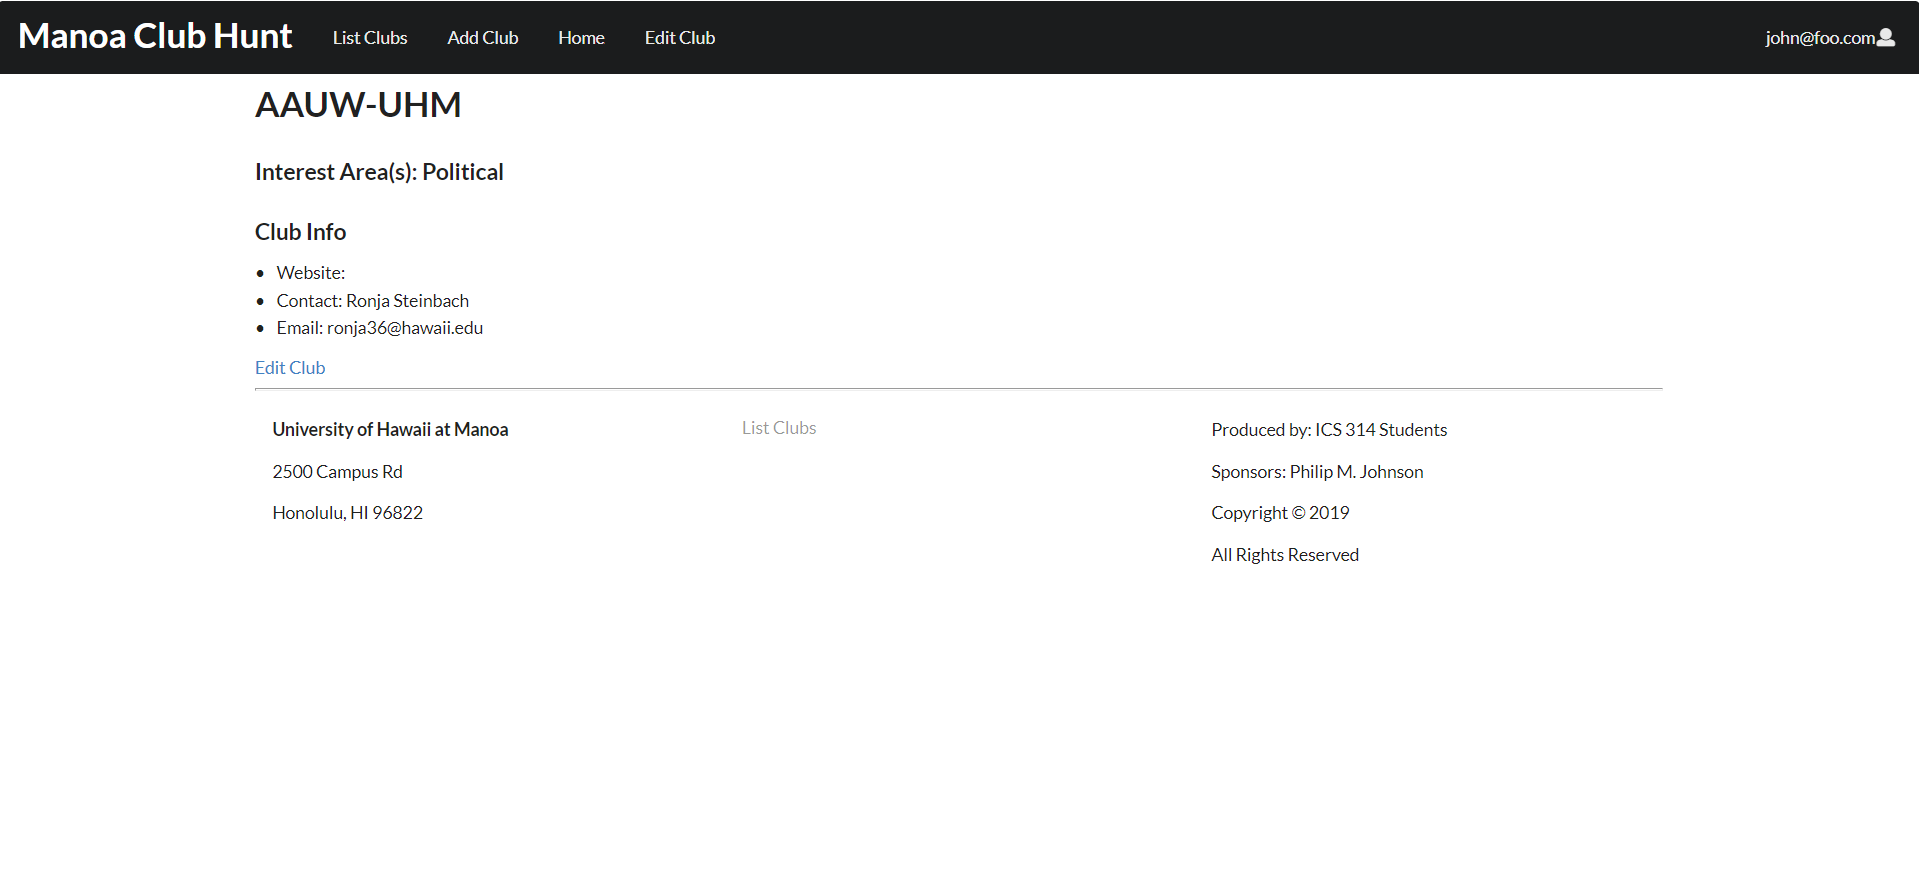 Manoa Club Hunt List Clubs Add Club Home Edit Club john@foo.com
AAUW-UHM
Interest Area(s): Political
Club Info
• Website:
• Contact: Ronja Steinbach
• Email: ronja36@hawaii.edu
Edit Club
University of Hawaii at Manoa
2500 Campus Rd
Honolulu, HI 96822
List Clubs
Produced by: ICS 314 Students
Sponsors: Philip M. Johnson
Copyright © 2019
All Rights Reserved